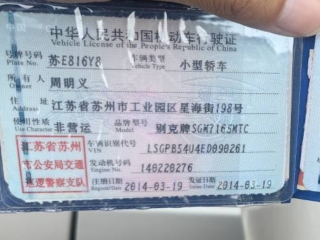 中华人民共和国机动车行驶证
Vehicle License of the People's Republic of China
号牌号码 Plate No. 苏E816Y8 车辆类型 Vehicle Type 小型轿车
所有人 Owner 周明义
住址 Address 江苏省苏州市工业园区星海街198号
使用性质 Use Character 非营运 品牌型号 Model 别克牌SGM7165MTC
江苏省苏州市公安局交通巡逻警察支队
车辆识别代号 VIN LSGPB54U4ED090261
发动机号码 Engine No. 140220276
注册日期 Register Date 2014-03-19 发证日期 Issue Date 2014-03-19